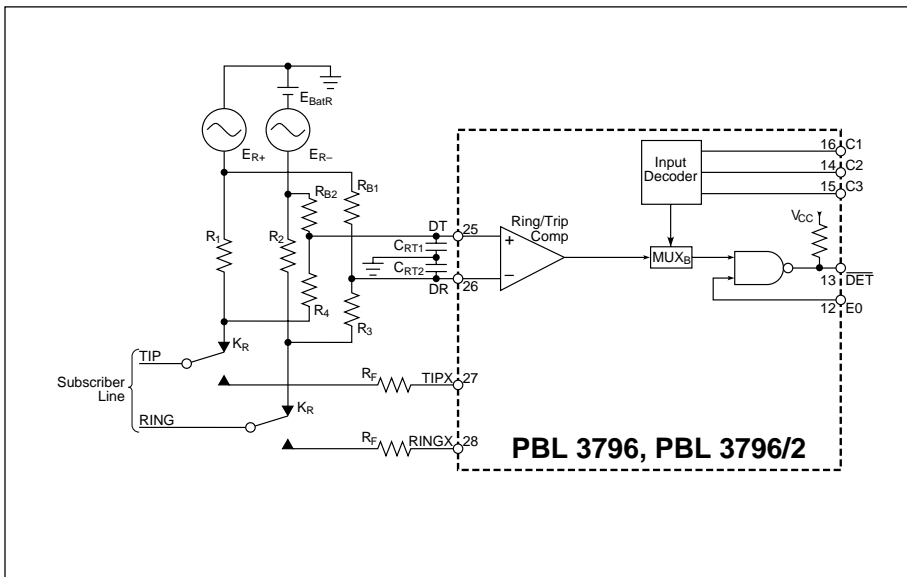 E_BatR
E_R+
E_R–
R_B2
R_B1
R_1
R_2
R_4
R_3
DT
25
C_RT1
C_RT2
DR
26
Ring/Trip
Comp
+
–
Input
Decoder
16 C1
14 C2
15 C3
V_CC
MUX_B
13 DET
12 E0
K_R
TIP
Subscriber
Line
RING
K_R
R_F
TIPX 27
R_F
RINGX 28
PBL 3796, PBL 3796/2